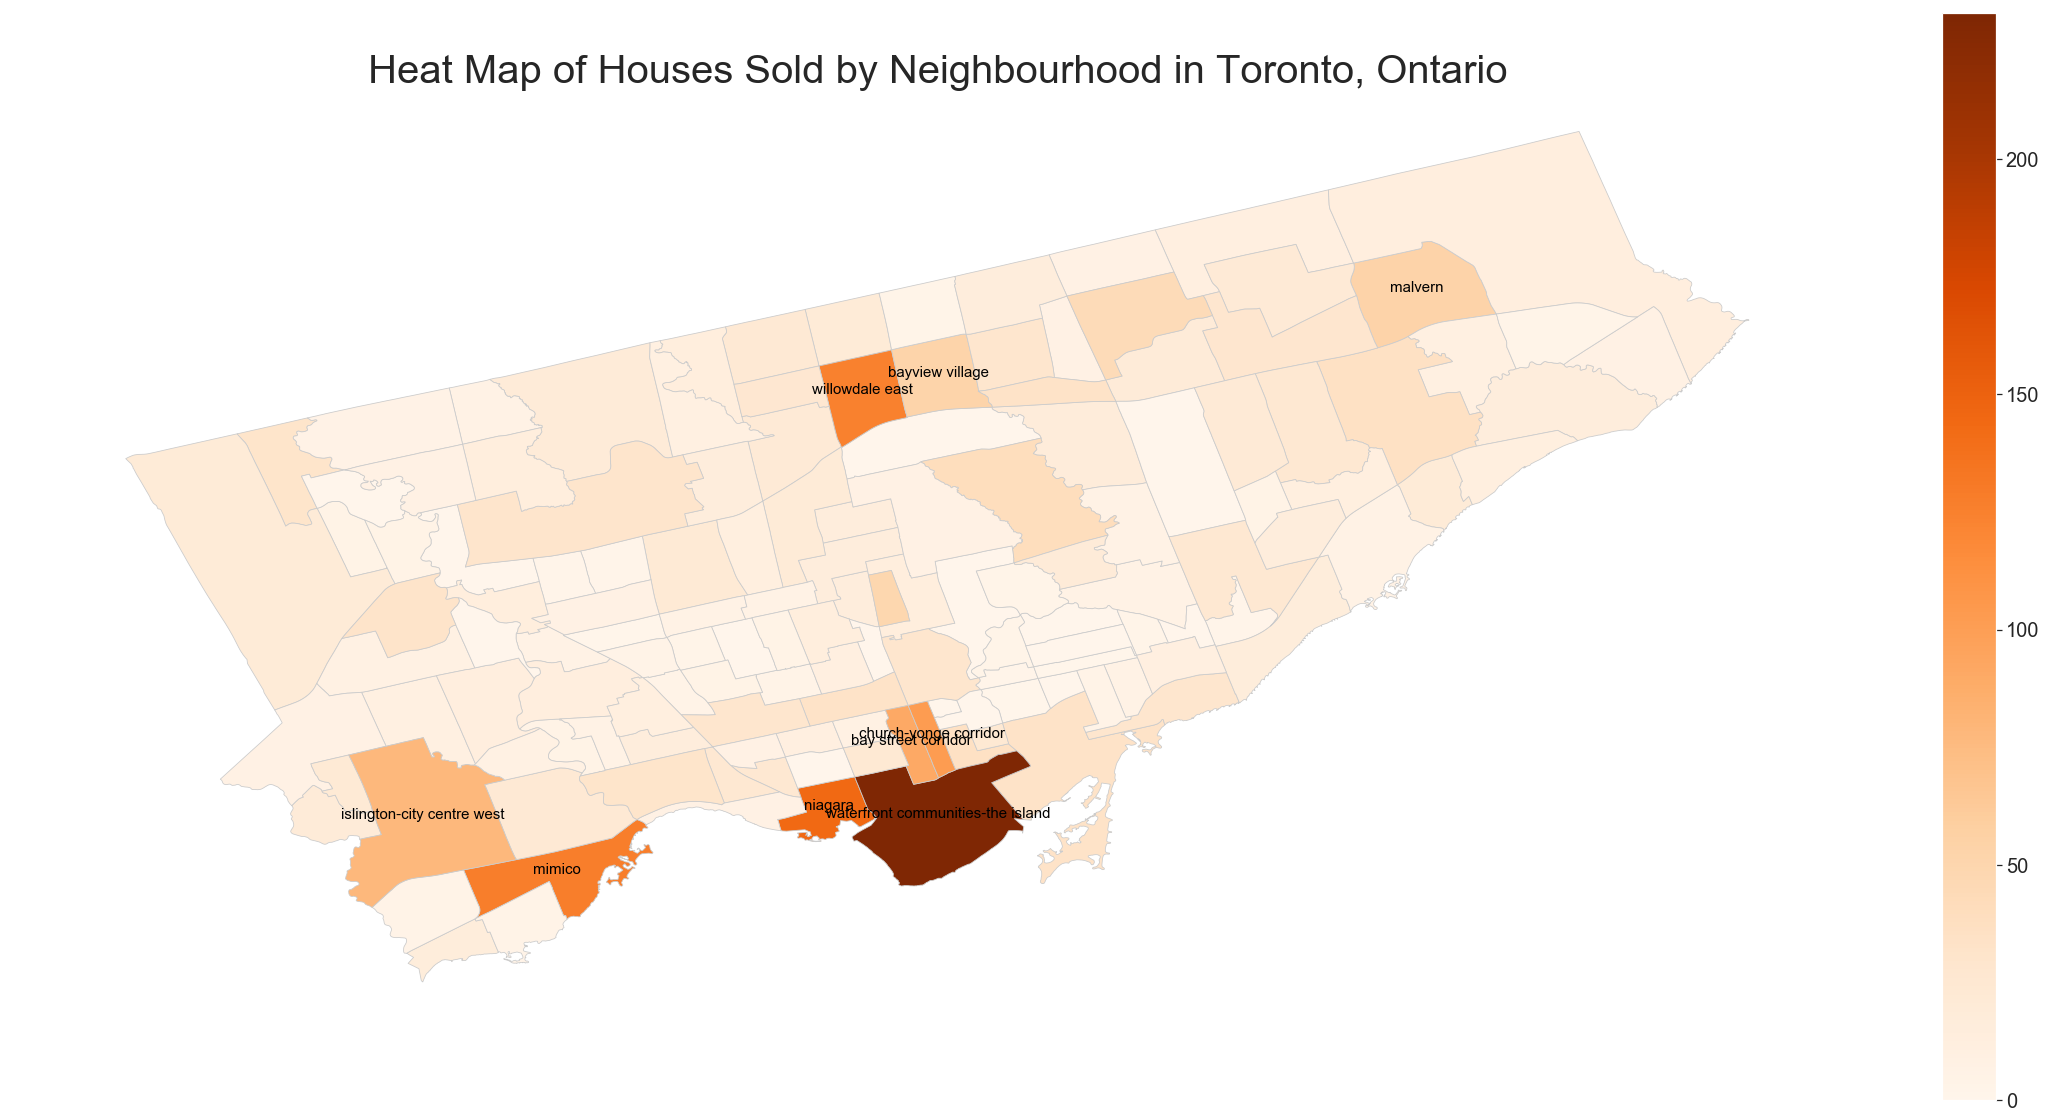 Heat Map of Houses Sold by Neighbourhood in Toronto, Ontario
200
malvern
bayview village
willowdale east
150
100
church-yonge corridor
bay street corridor
niagara
waterfront communities-the island
islington-city centre west
50
mimico
0